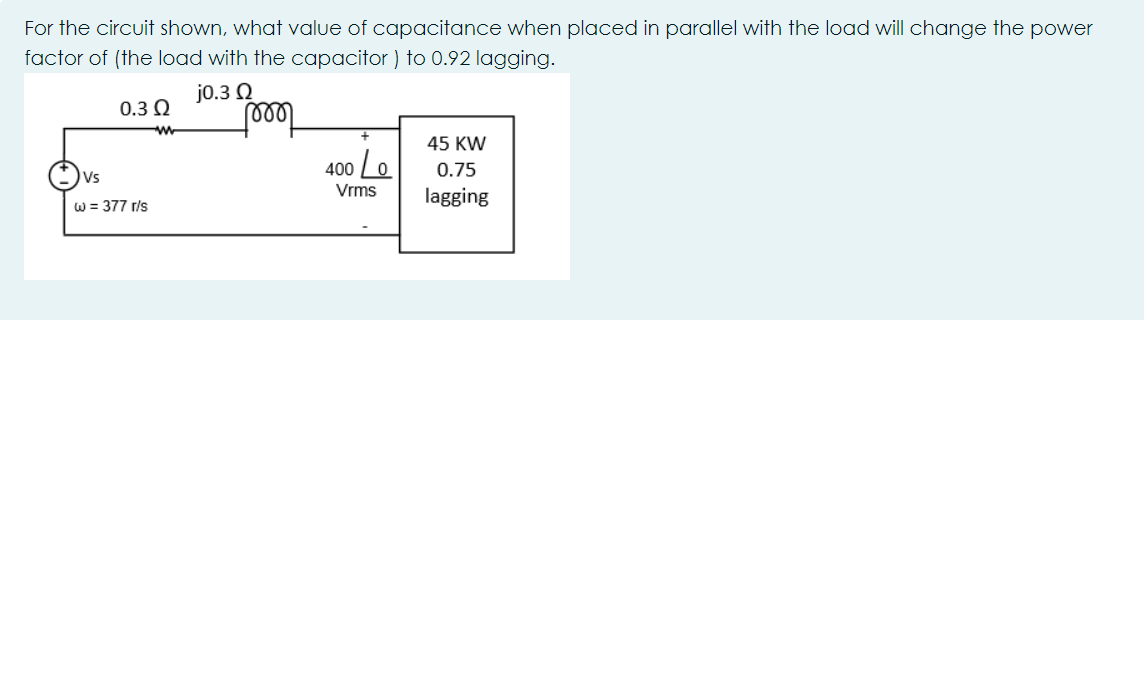 For the circuit shown, what value of capacitance when placed in parallel with the load will change the power
factor of (the load with the capacitor ) to 0.92 lagging.
j0.3 Ω
0.3 Ω
+
45 KW
400 ∠0
0.75
+
Vs
–
Vrms
lagging
ω = 377 r/s
-